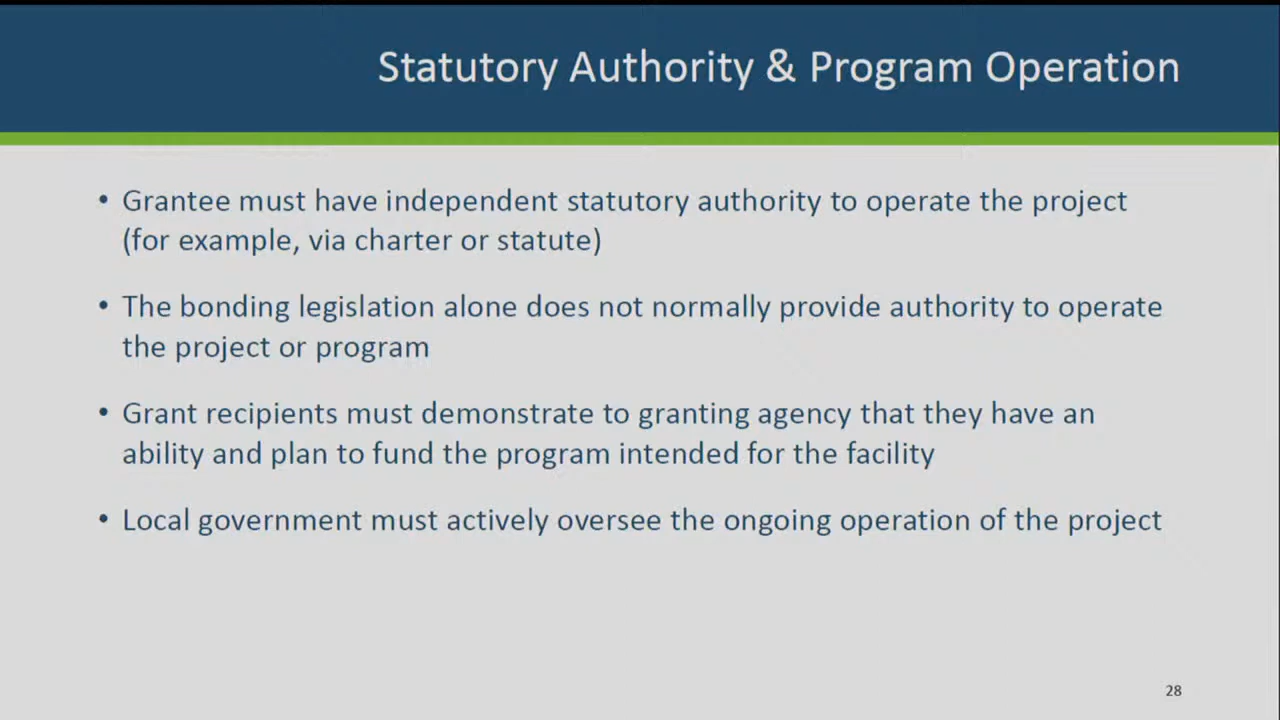 Statutory Authority & Program Operation
• Grantee must have independent statutory authority to operate the project
(for example, via charter or statute)
• The bonding legislation alone does not normally provide authority to operate
the project or program
• Grant recipients must demonstrate to granting agency that they have an
ability and plan to fund the program intended for the facility
• Local government must actively oversee the ongoing operation of the project
28